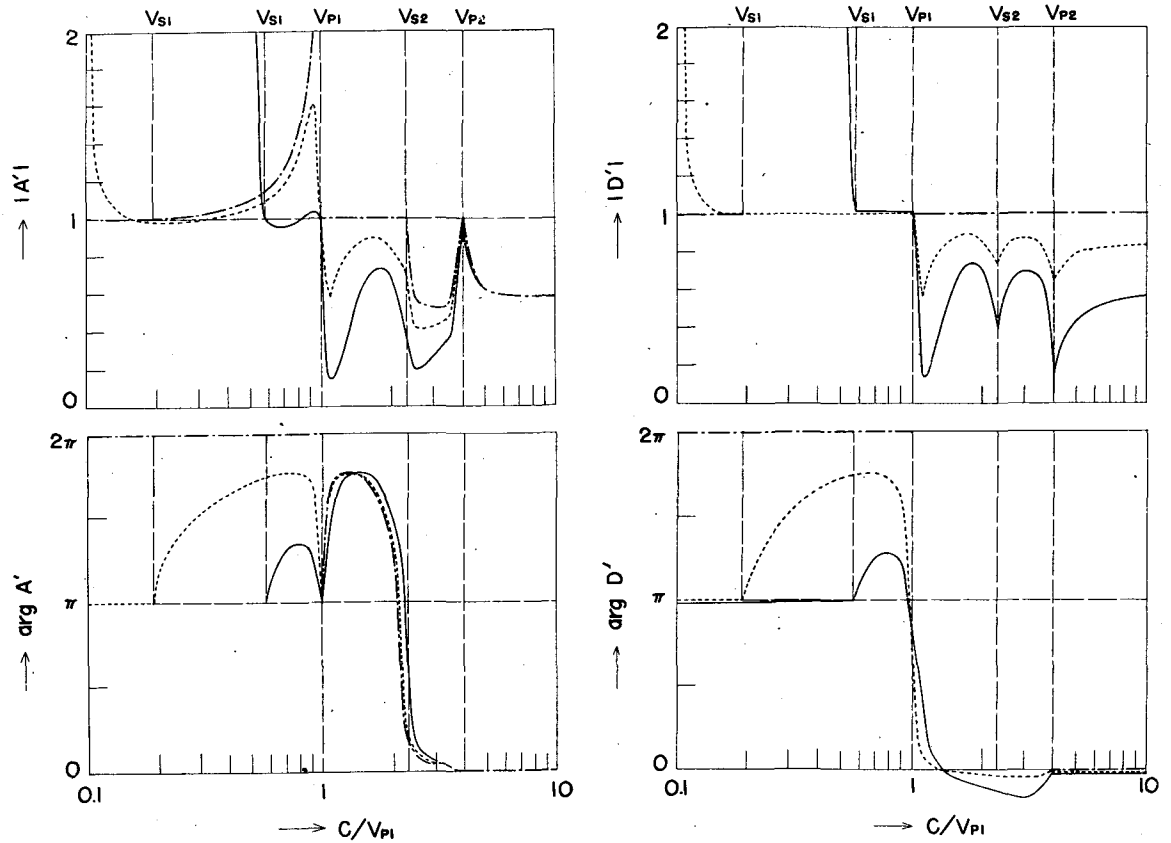 Vs1 Vs1 Vp1 Vs2 Vp2
2
1
0
→ |A'|
2π
π
0
→ arg A'
0.1 1 10
→ C/Vp1
Vs1 Vs1 Vp1 Vs2 Vp2
2
1
0
→ |D'|
2π
π
0
→ arg D'
0.1 1 10
→ C/Vp1